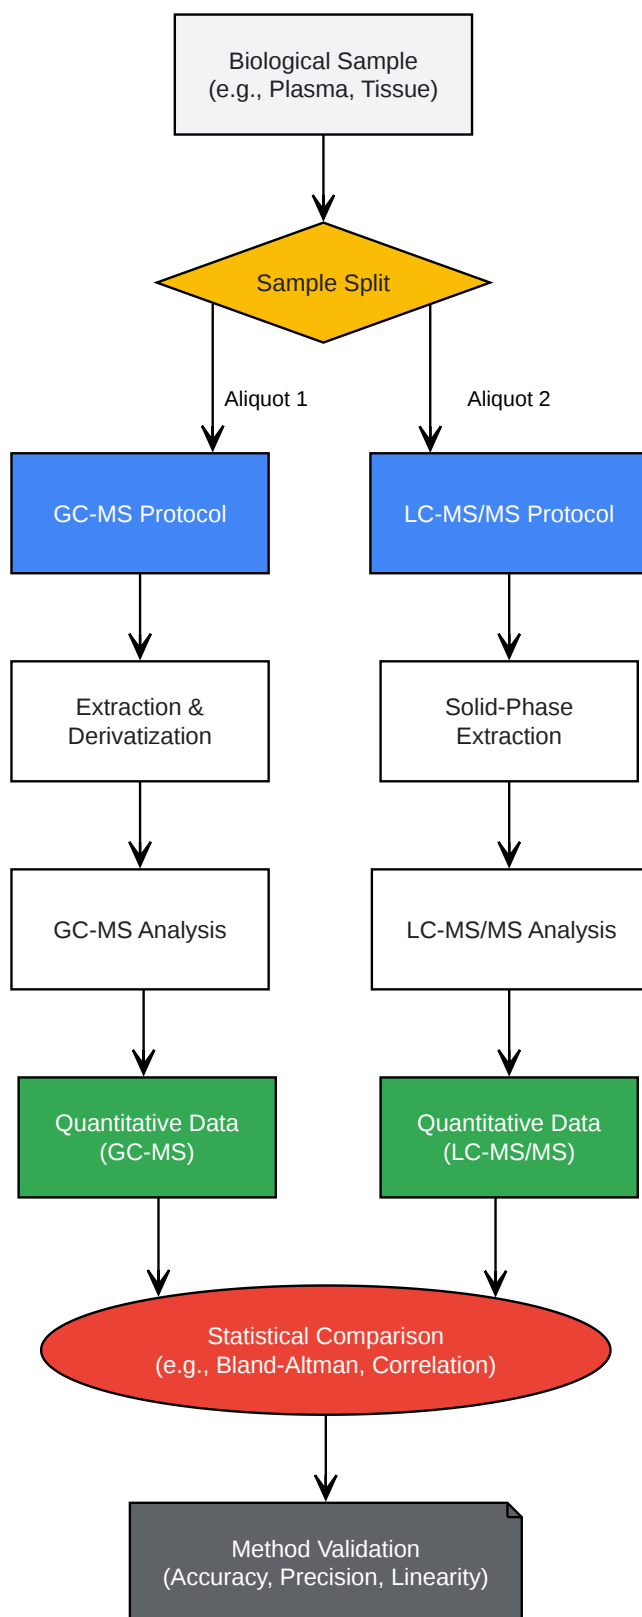 Biological Sample
(e.g., Plasma, Tissue)
Sample Split
Aliquot 1
Aliquot 2
GC-MS Protocol
LC-MS/MS Protocol
Extraction &
Derivatization
Solid-Phase
Extraction
GC-MS Analysis
LC-MS/MS Analysis
Quantitative Data
(GC-MS)
Quantitative Data
(LC-MS/MS)
Statistical Comparison
(e.g., Bland-Altman, Correlation)
Method Validation
(Accuracy, Precision, Linearity)